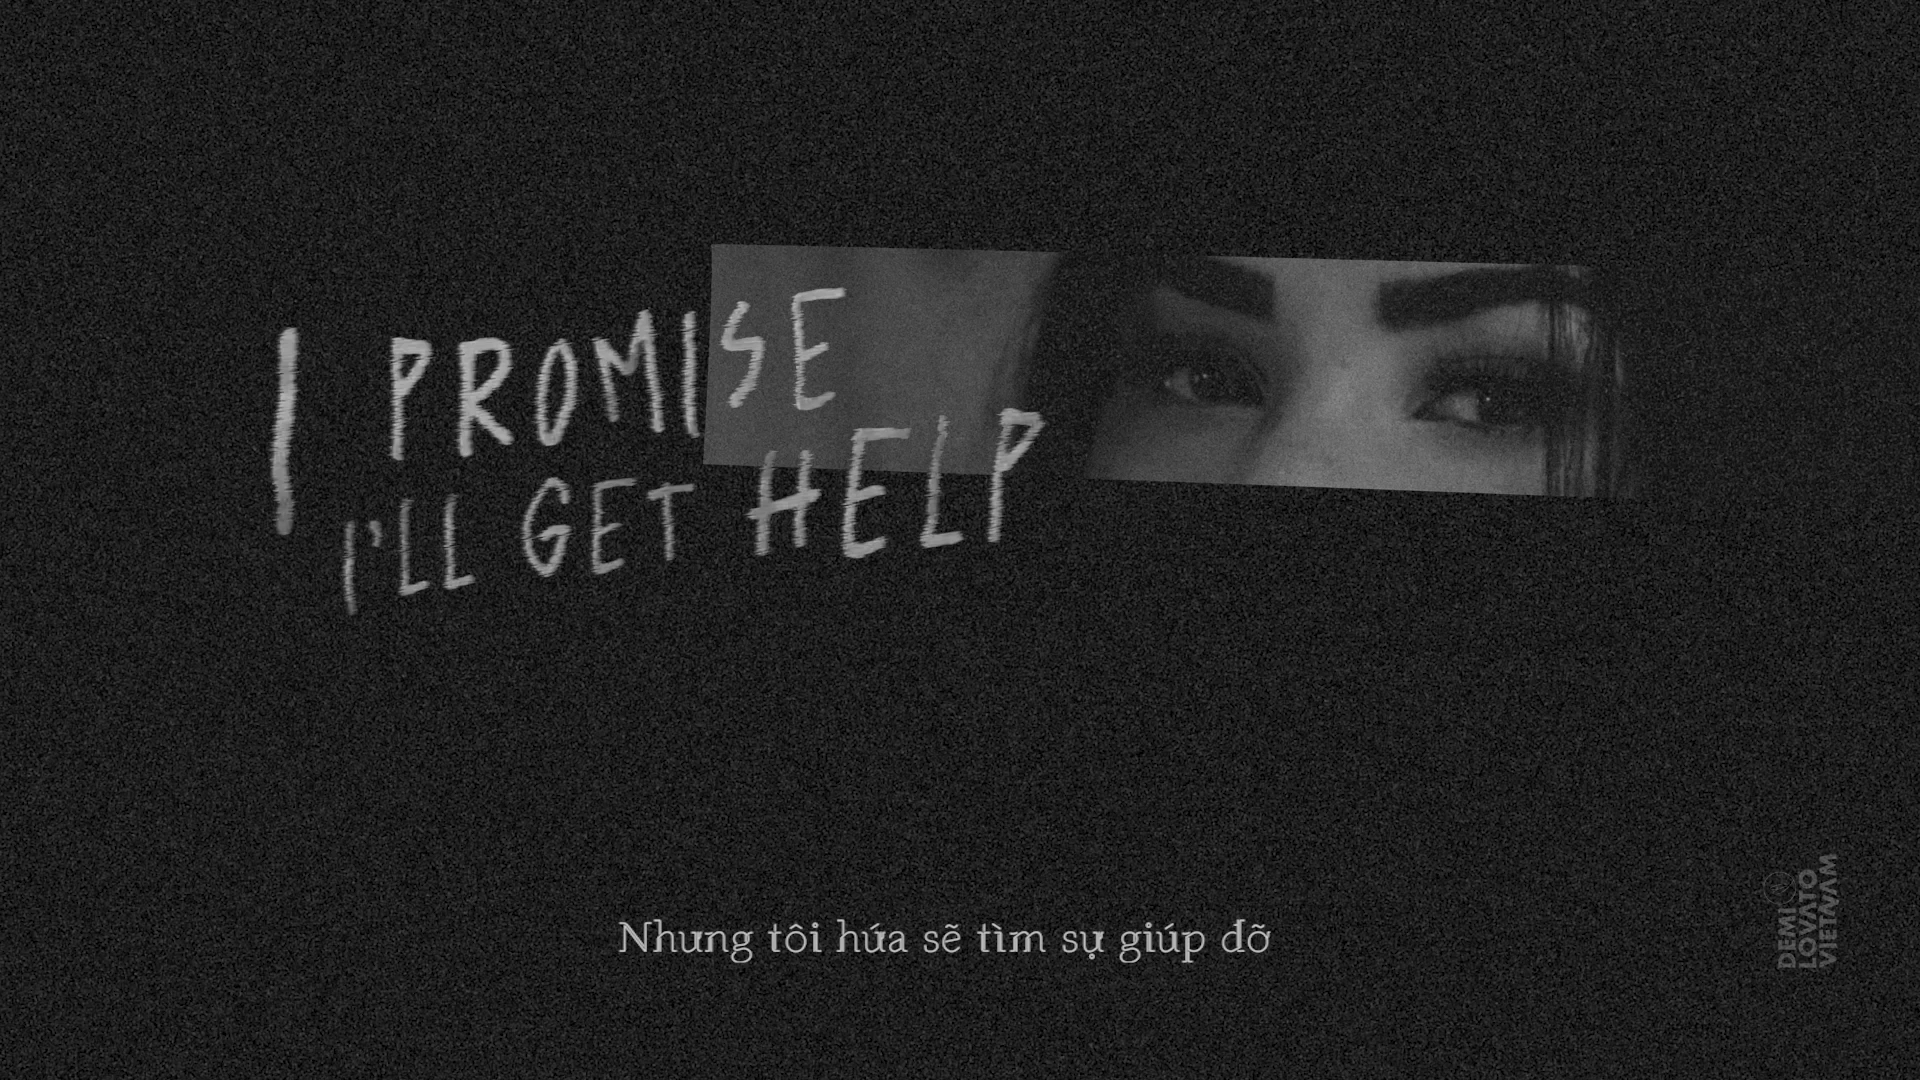 I PROMISE
I'LL GET HELP
Nhưng tôi hứa sẽ tìm sự giúp đỡ
DEMI
LOVATO
VIETNAM